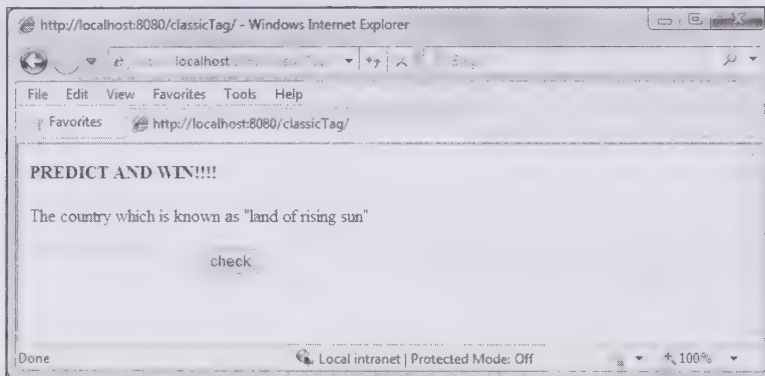 http://localhost:8080/classicTag/ - Windows Internet Explorer
localhost
File Edit View Favorites Tools Help
Favorites http://localhost:8080/classicTag/
PREDICT AND WIN!!!!
The country which is known as "land of rising sun"
check
Done Local intranet | Protected Mode: Off 100%